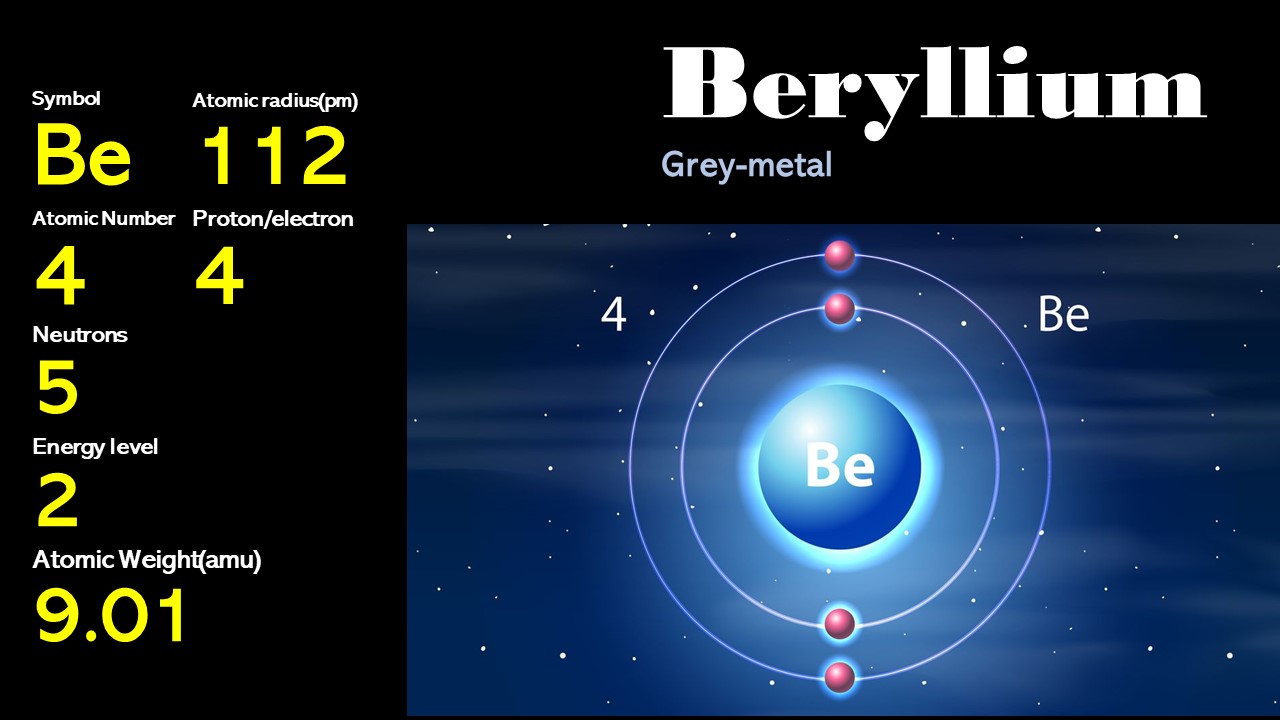 Beryllium
Grey-metal
Symbol
Be
Atomic radius(pm)
112
Atomic Number
4
Proton/electron
4
Neutrons
5
Energy level
2
Atomic Weight(amu)
9.01
4
Be
Be